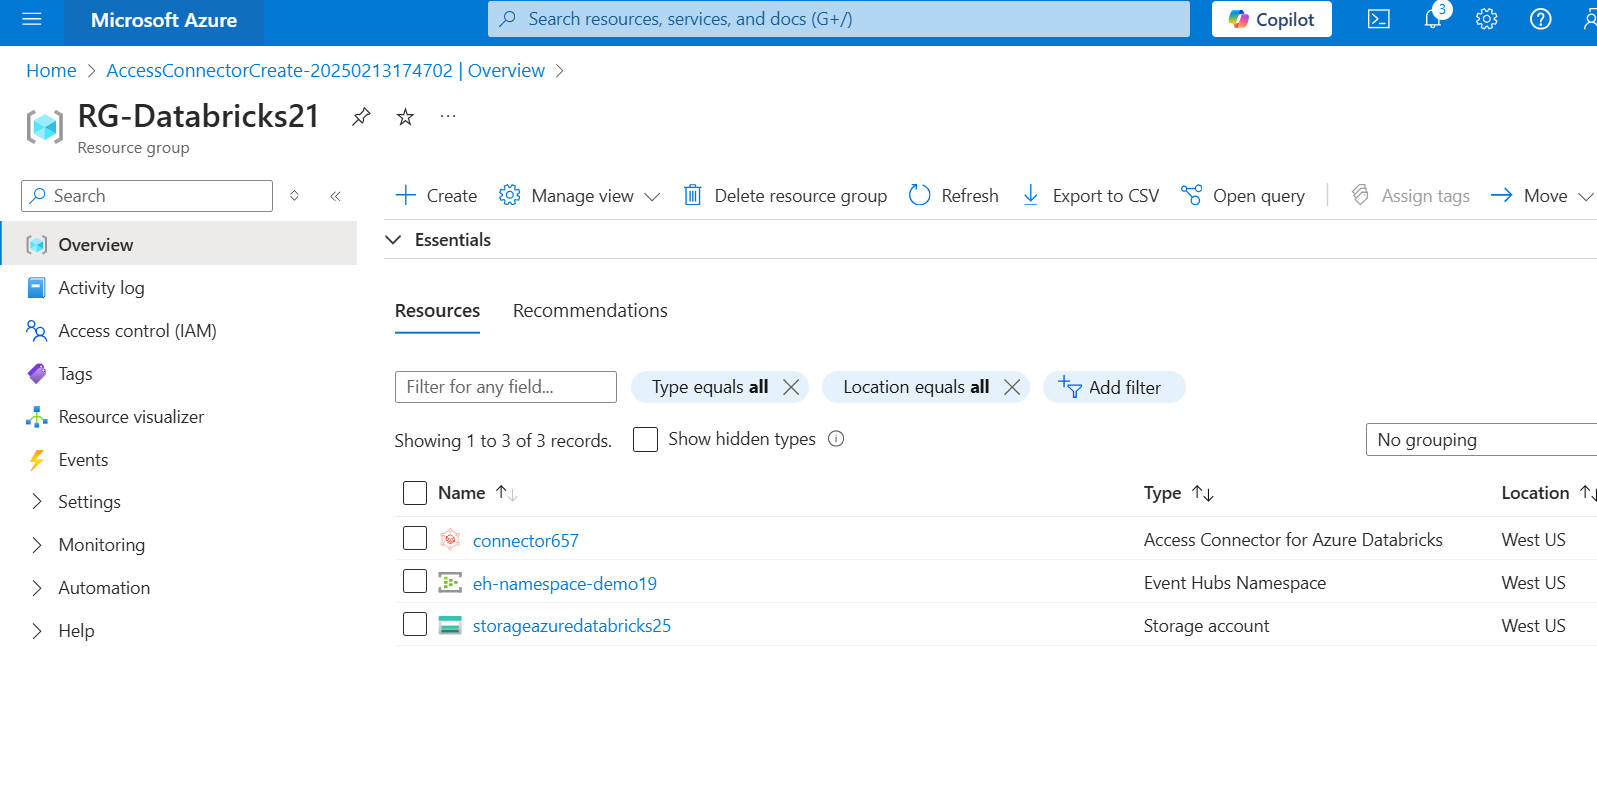 Microsoft Azure
Search resources, services, and docs (G+/)
Copilot
3
Home > AccessConnectorCreate-20250213174702 | Overview >
RG-Databricks21
Resource group
Search
Overview
Activity log
Access control (IAM)
Tags
Resource visualizer
Events
Settings
Monitoring
Automation
Help
Create Manage view Delete resource group Refresh Export to CSV Open query Assign tags Move
Essentials
Resources Recommendations
Filter for any field... Type equals all Location equals all Add filter
Showing 1 to 3 of 3 records. Show hidden types No grouping
Name Type Location
connector657 Access Connector for Azure Databricks West US
eh-namespace-demo19 Event Hubs Namespace West US
storageazuredatabricks25 Storage account West US